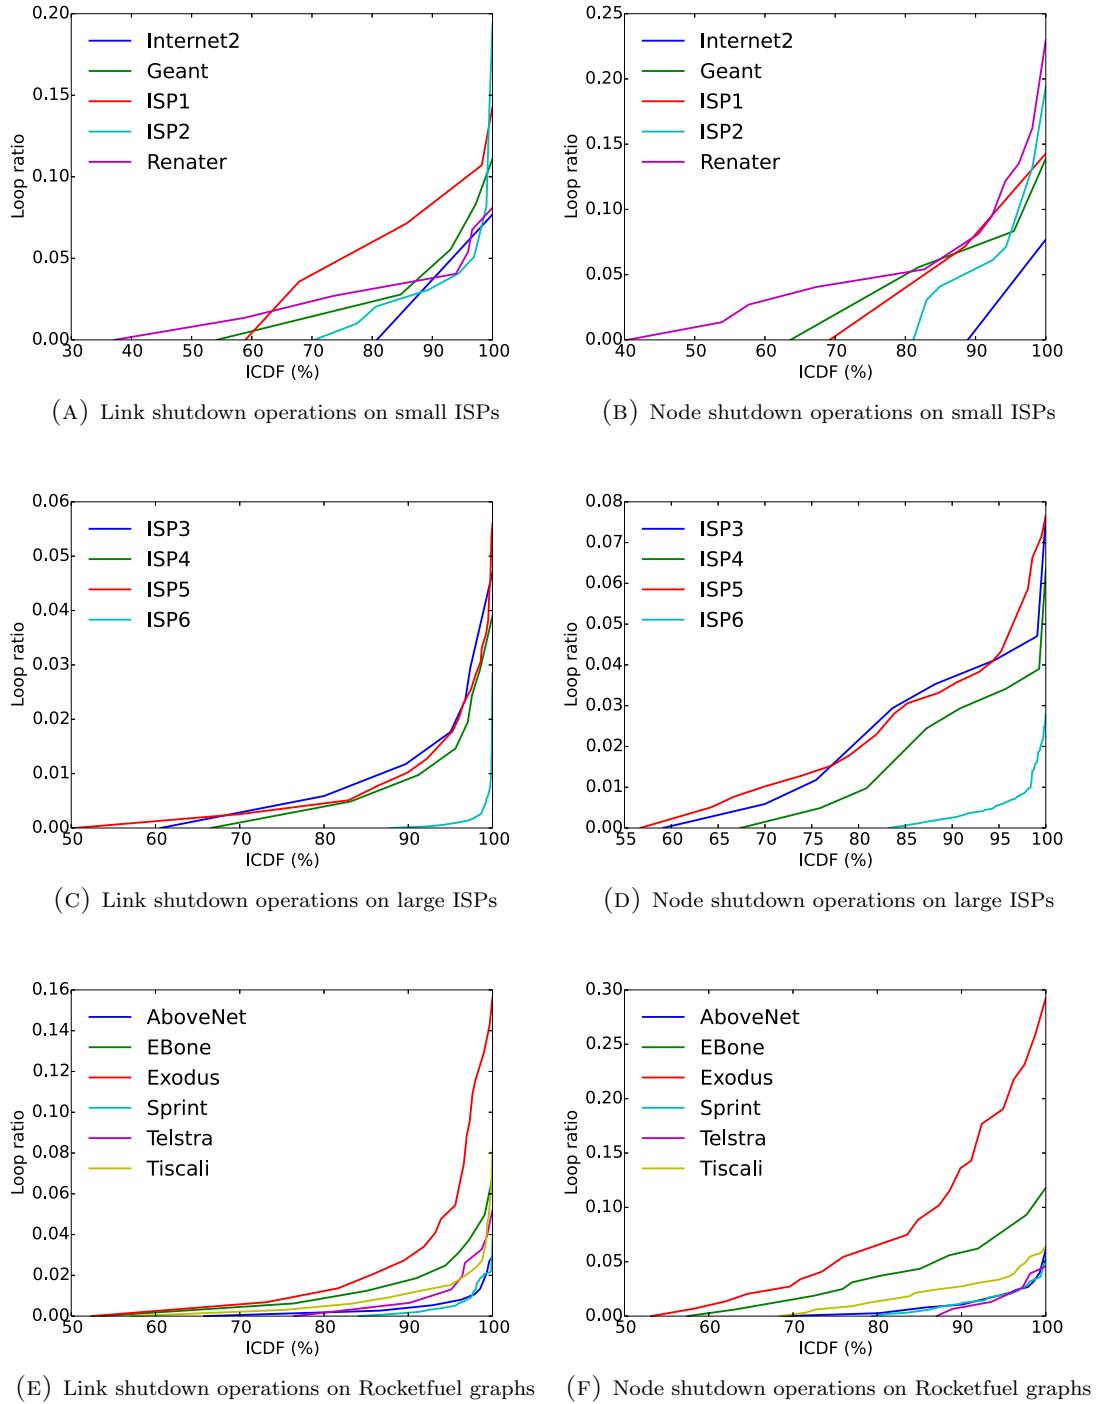 0.20
0.15
0.10
0.05
0.00
Loop ratio
Internet2
Geant
ISP1
ISP2
Renater
30 40 50 60 70 80 90 100
ICDF (%)
(A) Link shutdown operations on small ISPs
0.25
0.20
0.15
0.10
0.05
0.00
Loop ratio
Internet2
Geant
ISP1
ISP2
Renater
40 50 60 70 80 90 100
ICDF (%)
(B) Node shutdown operations on small ISPs
0.06
0.05
0.04
0.03
0.02
0.01
0.00
Loop ratio
ISP3
ISP4
ISP5
ISP6
50 60 70 80 90 100
ICDF (%)
(C) Link shutdown operations on large ISPs
0.08
0.07
0.06
0.05
0.04
0.03
0.02
0.01
0.00
Loop ratio
ISP3
ISP4
ISP5
ISP6
55 60 65 70 75 80 85 90 95 100
ICDF (%)
(D) Node shutdown operations on large ISPs
0.16
0.14
0.12
0.10
0.08
0.06
0.04
0.02
0.00
Loop ratio
AboveNet
EBone
Exodus
Sprint
Telstra
Tiscali
50 60 70 80 90 100
ICDF (%)
(E) Link shutdown operations on Rocketfuel graphs
0.30
0.25
0.20
0.15
0.10
0.05
0.00
Loop ratio
AboveNet
EBone
Exodus
Sprint
Telstra
Tiscali
50 60 70 80 90 100
ICDF (%)
(F) Node shutdown operations on Rocketfuel graphs